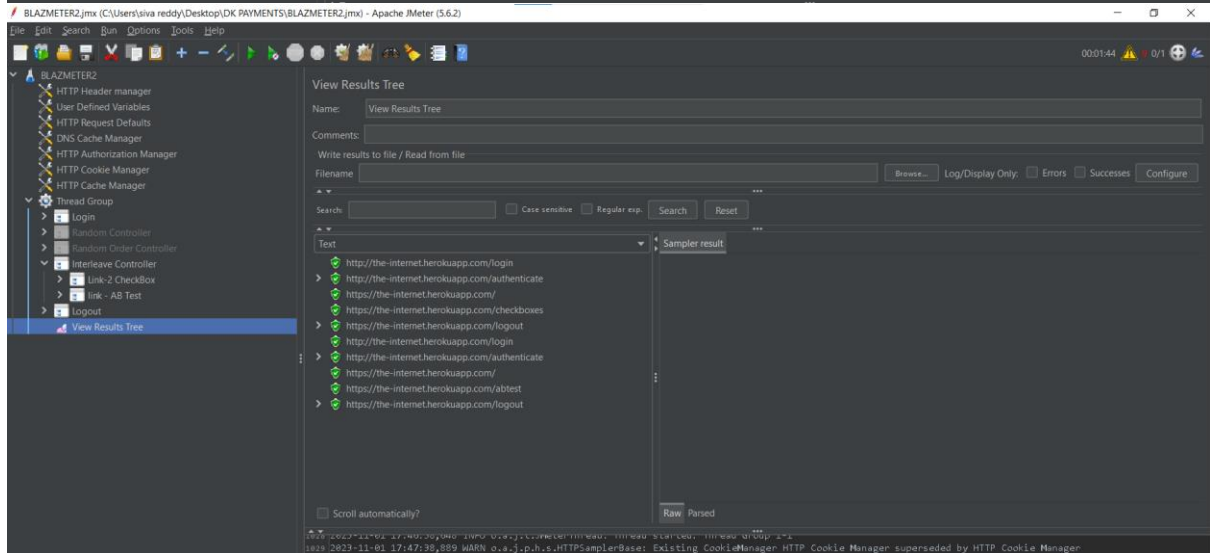 BLAZMETER2.jmx (C:\Users\siva reddy\Desktop\DK PAYMENTS\BLAZMETER2.jmx) - Apache JMeter (5.6.2)
File Edit Search Run Options Tools Help
00:01:44 0/1
BLAZMETER2
HTTP Header manager
User Defined Variables
HTTP Request Defaults
DNS Cache Manager
HTTP Authorization Manager
HTTP Cookie Manager
HTTP Cache Manager
Thread Group
Login
Random Controller
Random Order Controller
Interleave Controller
Link-2 CheckBox
link - AB Test
Logout
View Results Tree
View Results Tree
Name: View Results Tree
Comments:
Write results to file / Read from file
Filename Browse... Log/Display Only: Errors Successes Configure
Search: Case sensitive Regular exp. Search Reset
Text
Sampler result
http://the-internet.herokuapp.com/login
http://the-internet.herokuapp.com/authenticate
https://the-internet.herokuapp.com/
https://the-internet.herokuapp.com/checkboxes
https://the-internet.herokuapp.com/logout
http://the-internet.herokuapp.com/login
http://the-internet.herokuapp.com/authenticate
https://the-internet.herokuapp.com/
https://the-internet.herokuapp.com/abtest
https://the-internet.herokuapp.com/logout
Scroll automatically?
Raw Parsed
1029 2023-11-01 17:47:38,889 WARN o.a.j.p.h.s.HTTPSamplerBase: Existing CookieManager HTTP Cookie Manager superseded by HTTP Cookie Manager